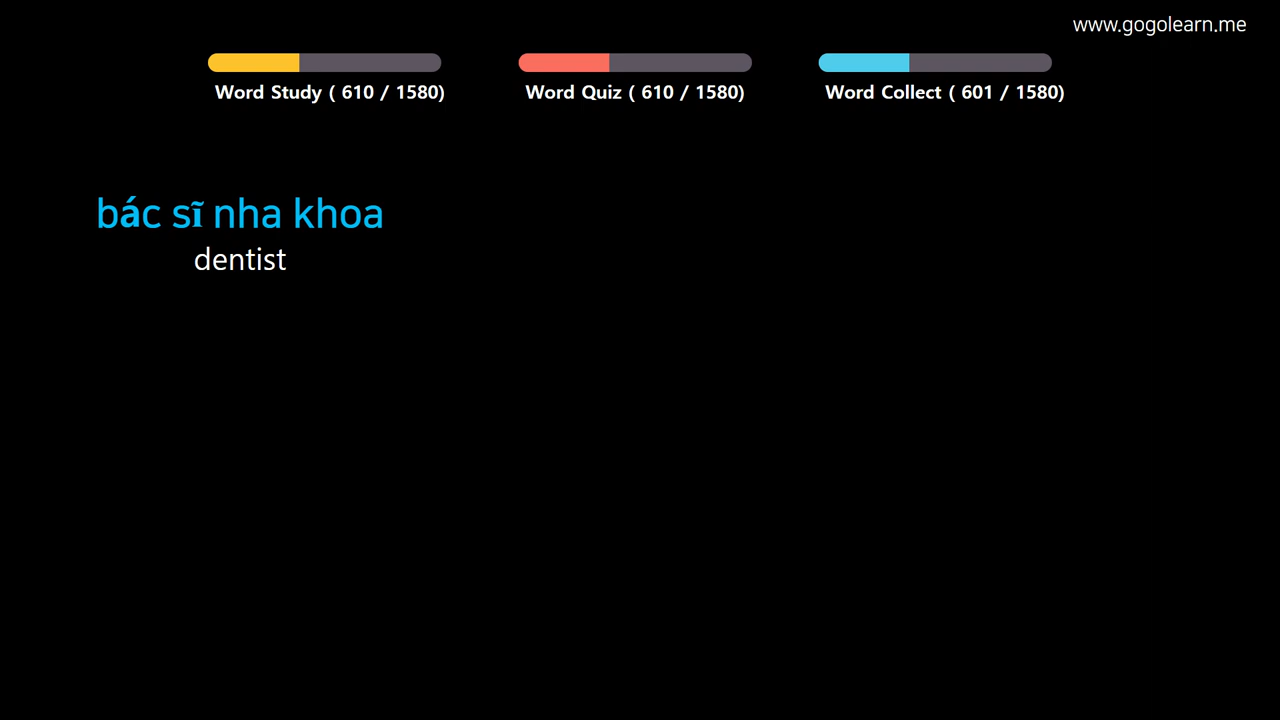 www.gogolearn.me
Word Study ( 610 / 1580)
Word Quiz ( 610 / 1580)
Word Collect ( 601 / 1580)
bác sĩ nha khoa
dentist